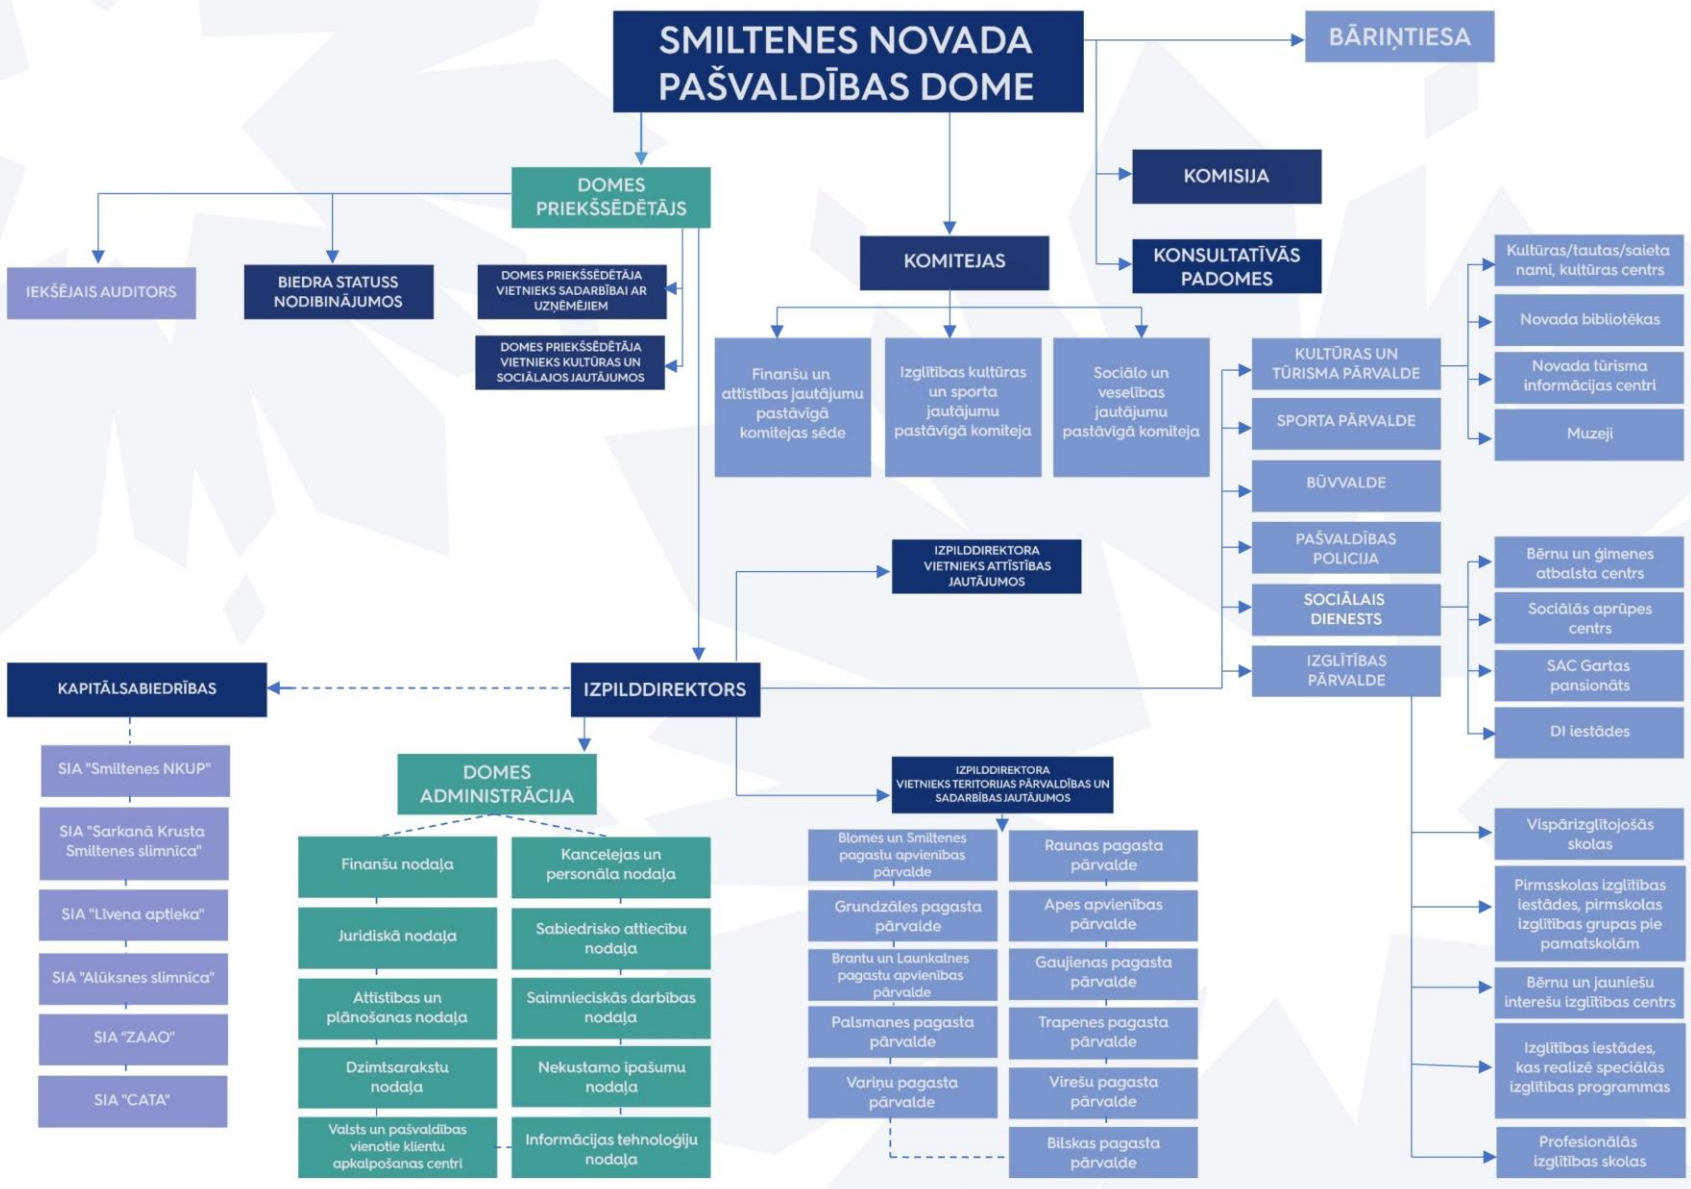 SMILTENES NOVADA
PAŠVALDĪBAS DOME
BĀRIŅTIESA
KOMISIJA
KONSULTATĪVĀS
PADOMES
DOMES
PRIEKŠSĒDĒTĀJS
IEKŠĒJAIS AUDITORS
BIEDRA STATUSS
NODIBINĀJUMOS
DOMES PRIEKŠSĒDĒTĀJA
VIETNIEKS SADARBĪBAI AR
UZŅĒMĒJIEM
DOMES PRIEKŠSĒDĒTĀJA
VIETNIEKS KULTŪRAS UN
SOCIĀLAJOS JAUTĀJUMOS
KOMITEJAS
Finanšu un
attīstības jautājumu
pastāvīgā
komitejas sēde
Izglītības kultūras
un sporta
jautājumu
pastāvīgā komiteja
Sociālo un
veselības
jautājumu
pastāvīgā komiteja
KULTŪRAS UN
TŪRISMA PĀRVALDE
SPORTA PĀRVALDE
BŪVVALDE
PAŠVALDĪBAS
POLICIJA
SOCIĀLAIS
DIENESTS
IZGLĪTĪBAS
PĀRVALDE
Kultūras/tautas/saieta
nami, kultūras centrs
Novada bibliotēkas
Novada tūrisma
informācijas centri
Muzeji
Bērnu un ģimenes
atbalsta centrs
Sociālās aprūpes
centrs
SAC Gartas
pansionāts
DI iestādes
Vispārizglītojošās
skolas
Pirmsskolas izglītības
iestādes, pirmskolas
izglītības grupas pie
pamatskolām
Bērnu un jauniešu
interešu izglītības centrs
Izglītības iestādes,
kas realizē speciālās
izglītības programmas
Profesionālās
izglītības skolas
IZPILDDIREKTORA
VIETNIEKS ATTĪSTĪBAS
JAUTĀJUMOS
KAPITĀLSABIEDRĪBAS
IZPILDDIREKTORS
SIA "Smiltenes NKUP"
SIA "Sarkanā Krusta
Smiltenes slimnīca"
SIA "Līvena aptieka"
SIA "Alūksnes slimnīca"
SIA "ZAAO"
SIA "CATA"
DOMES
ADMINISTRĀCIJA
Finanšu nodaļa
Juridiskā nodaļa
Attīstības un
plānošanas nodaļa
Dzimtsarakstu
nodaļa
Valsts un pašvaldības
vienotie klientu
apkalpošanas centri
Kancelejas un
personāla nodaļa
Sabiedrisko attiecību
nodaļa
Saimnieciskās darbības
nodaļa
Nekustamo īpašumu
nodaļa
Informācijas tehnoloģiju
nodaļa
IZPILDDIREKTORA
VIETNIEKS TERITORIJAS PĀRVALDĪBAS UN
SADARBĪBAS JAUTĀJUMOS
Blomes un Smiltenes
pagastu apvienības
pārvalde
Grundzāles pagasta
pārvalde
Brantu un Launkalnes
pagastu apvienības
pārvalde
Palsmanes pagasta
pārvalde
Variņu pagasta
pārvalde
Raunas pagasta
pārvalde
Apes apvienības
pārvalde
Gaujienas pagasta
pārvalde
Trapenes pagasta
pārvalde
Virešu pagasta
pārvalde
Bilskas pagasta
pārvalde